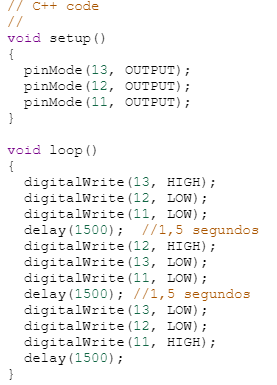 // C++ code
//
void setup()
{
  pinMode(13, OUTPUT);
  pinMode(12, OUTPUT);
  pinMode(11, OUTPUT);
}

void loop()
{
  digitalWrite(13, HIGH);
  digitalWrite(12, LOW);
  digitalWrite(11, LOW);
  delay(1500);  //1,5 segundos
  digitalWrite(12, HIGH);
  digitalWrite(13, LOW);
  digitalWrite(11, LOW);
  delay(1500); //1,5 segundos
  digitalWrite(13, LOW);
  digitalWrite(12, LOW);
  digitalWrite(11, HIGH);
  delay(1500);
}